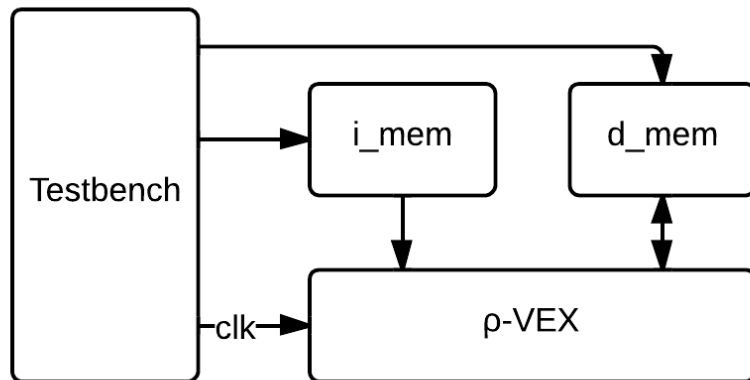 i_mem
d_mem
Testbench
clk
ρ-VEX